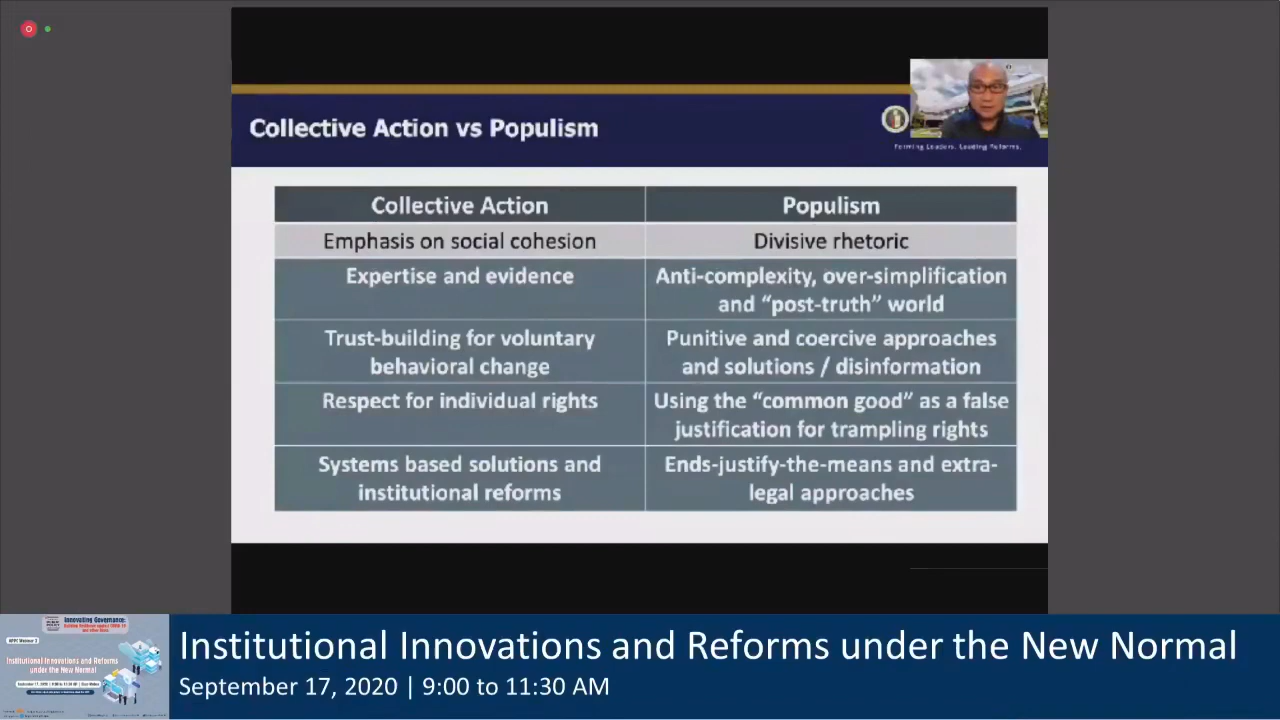 Collective Action vs Populism
Forming Leaders. Leading Reforms.
Collective Action
Populism
Emphasis on social cohesion
Divisive rhetoric
Expertise and evidence
Anti-complexity, over-simplification
and “post-truth” world
Trust-building for voluntary
behavioral change
Punitive and coercive approaches
and solutions / disinformation
Respect for individual rights
Using the “common good” as a false
justification for trampling rights
Systems based solutions and
institutional reforms
Ends-justify-the-means and extra-
legal approaches
Innovating Governance:
Institutional Innovations and Reforms
under the New Normal
Institutional Innovations and Reforms under the New Normal
September 17, 2020 | 9:00 to 11:30 AM